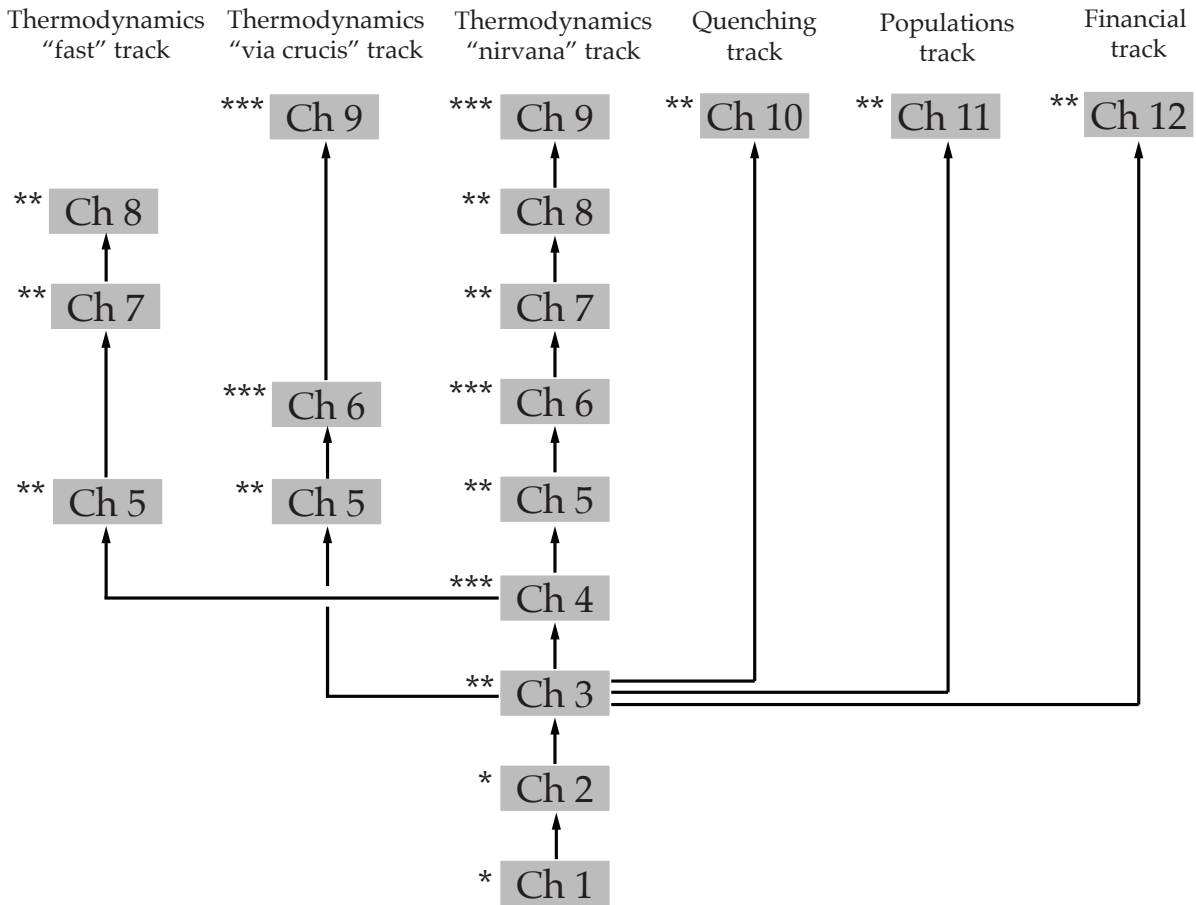 Thermodynamics
"fast" track
Thermodynamics
"via crucis" track
Thermodynamics
"nirvana" track
Quenching
track
Populations
track
Financial
track
*** Ch 9
*** Ch 9
** Ch 10
** Ch 11
** Ch 12
** Ch 8
** Ch 8
** Ch 7
** Ch 7
*** Ch 6
*** Ch 6
** Ch 5
** Ch 5
** Ch 5
*** Ch 4
** Ch 3
* Ch 2
* Ch 1